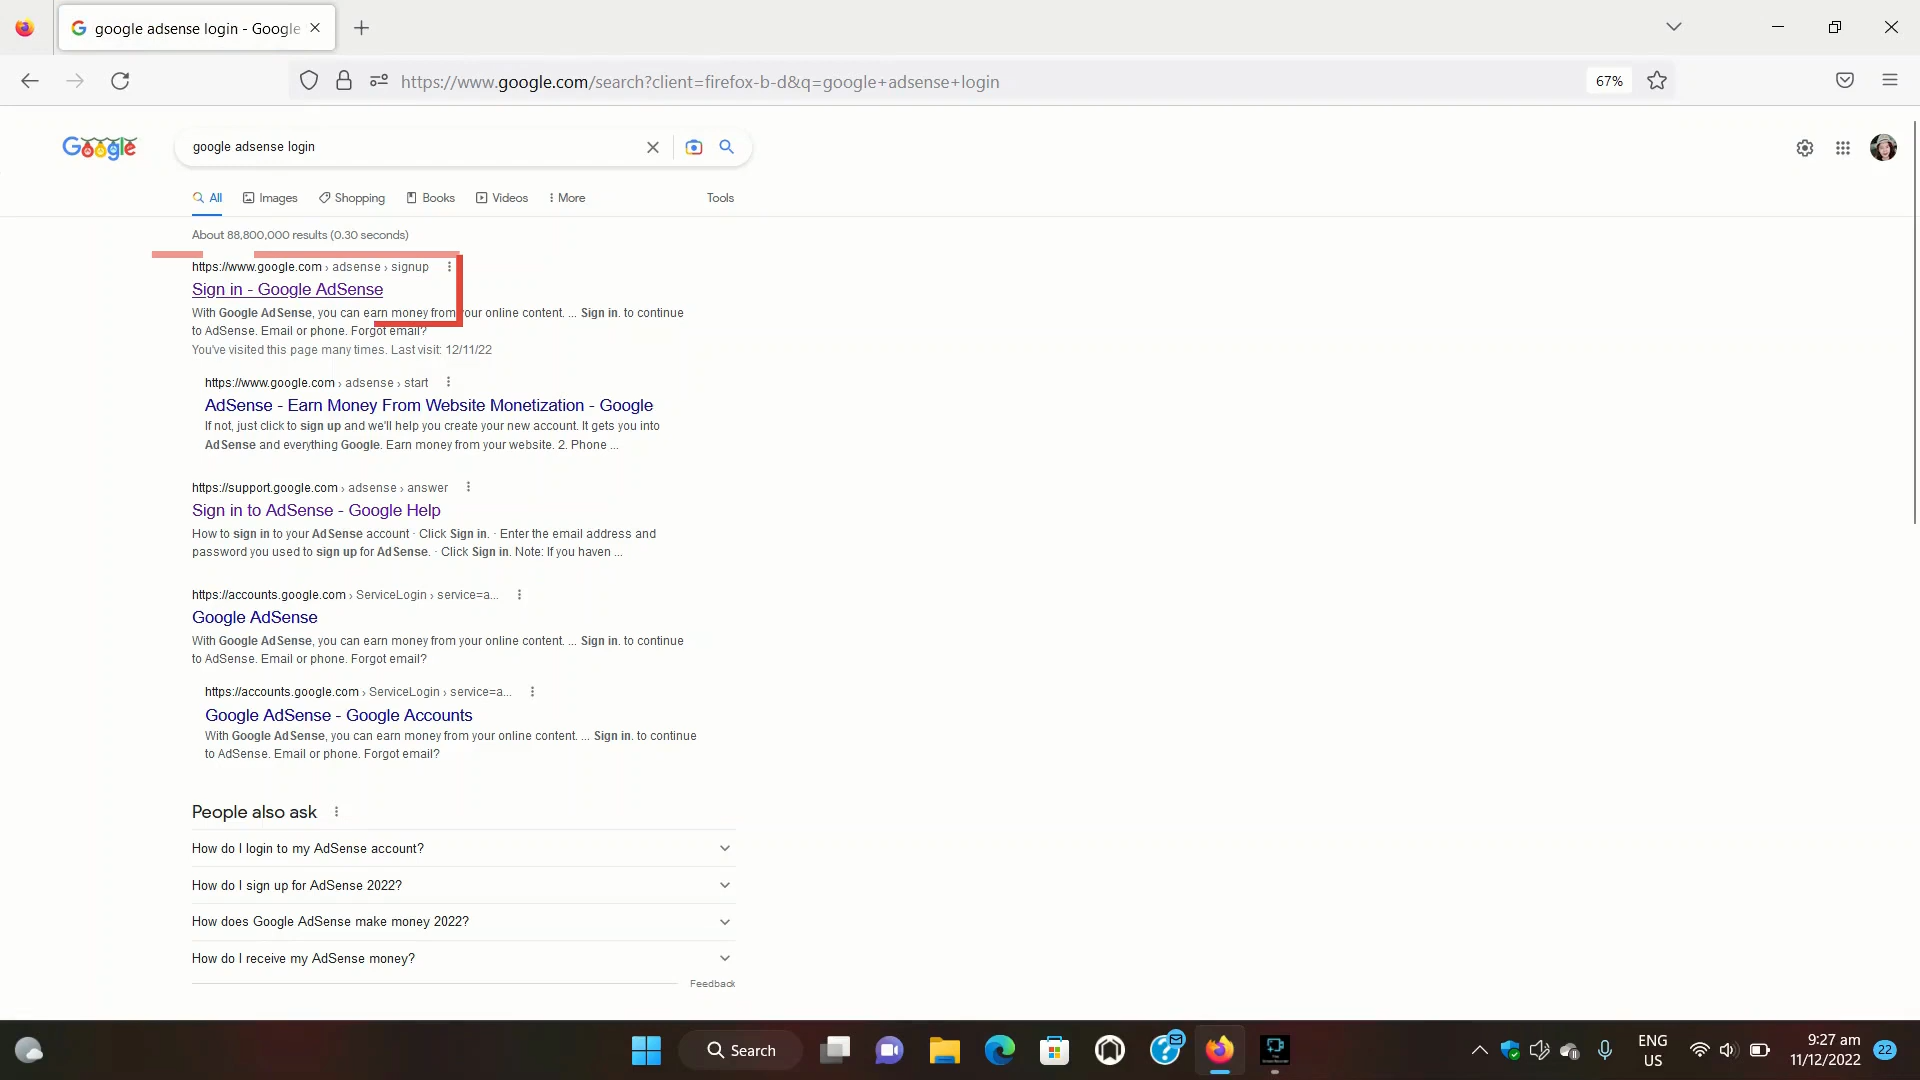 google adsense login - Google
https://www.google.com/search?client=firefox-b-d&q=google+adsense+login
67%
Google
google adsense login
All
Images
Shopping
Books
Videos
More
Tools
About 88,800,000 results (0.30 seconds)
https://www.google.com › adsense › signup
Sign in - Google AdSense
With Google AdSense, you can earn money from your online content. ... Sign in. to continue
to AdSense. Email or phone. Forgot email?
You've visited this page many times. Last visit: 12/11/22
https://www.google.com › adsense › start
AdSense - Earn Money From Website Monetization - Google
If not, just click to sign up and we'll help you create your new account. It gets you into
AdSense and everything Google. Earn money from your website. 2. Phone ...
https://support.google.com › adsense › answer
Sign in to AdSense - Google Help
How to sign in to your AdSense account · Click Sign in. · Enter the email address and
password you used to sign up for AdSense. · Click Sign in. Note: If you haven ...
https://accounts.google.com › ServiceLogin › service=a...
Google AdSense
With Google AdSense, you can earn money from your online content. ... Sign in. to continue
to AdSense. Email or phone. Forgot email?
https://accounts.google.com › ServiceLogin › service=a...
Google AdSense - Google Accounts
With Google AdSense, you can earn money from your online content. ... Sign in. to continue
to AdSense. Email or phone. Forgot email?
People also ask
How do I login to my AdSense account?
How do I sign up for AdSense 2022?
How does Google AdSense make money 2022?
How do I receive my AdSense money?
Feedback
Search
ENG
US
9:27 am
11/12/2022
22